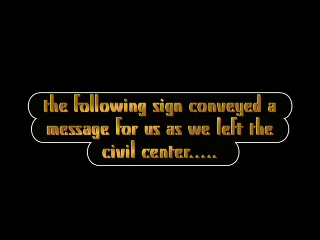 the following sign conveyed a
message for us as we left the
civil center.....